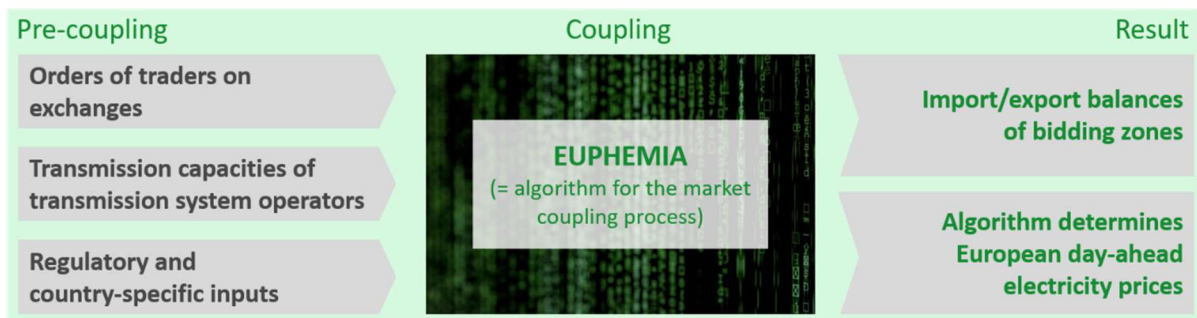 Pre-coupling
Orders of traders on
exchanges
Transmission capacities of
transmission system operators
Regulatory and
country-specific inputs
Coupling
EUPHEMIA
(= algorithm for the market
coupling process)
Result
Import/export balances
of bidding zones
Algorithm determines
European day-ahead
electricity prices